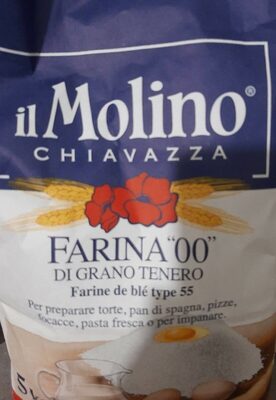 il Molino®
CHIAVAZZA
FARINA "00"
DI GRANO TENERO
Farine de blé type 55
Per preparare torte, pan di spagna, pizze,
focacce, pasta fresca o per impanare.
5